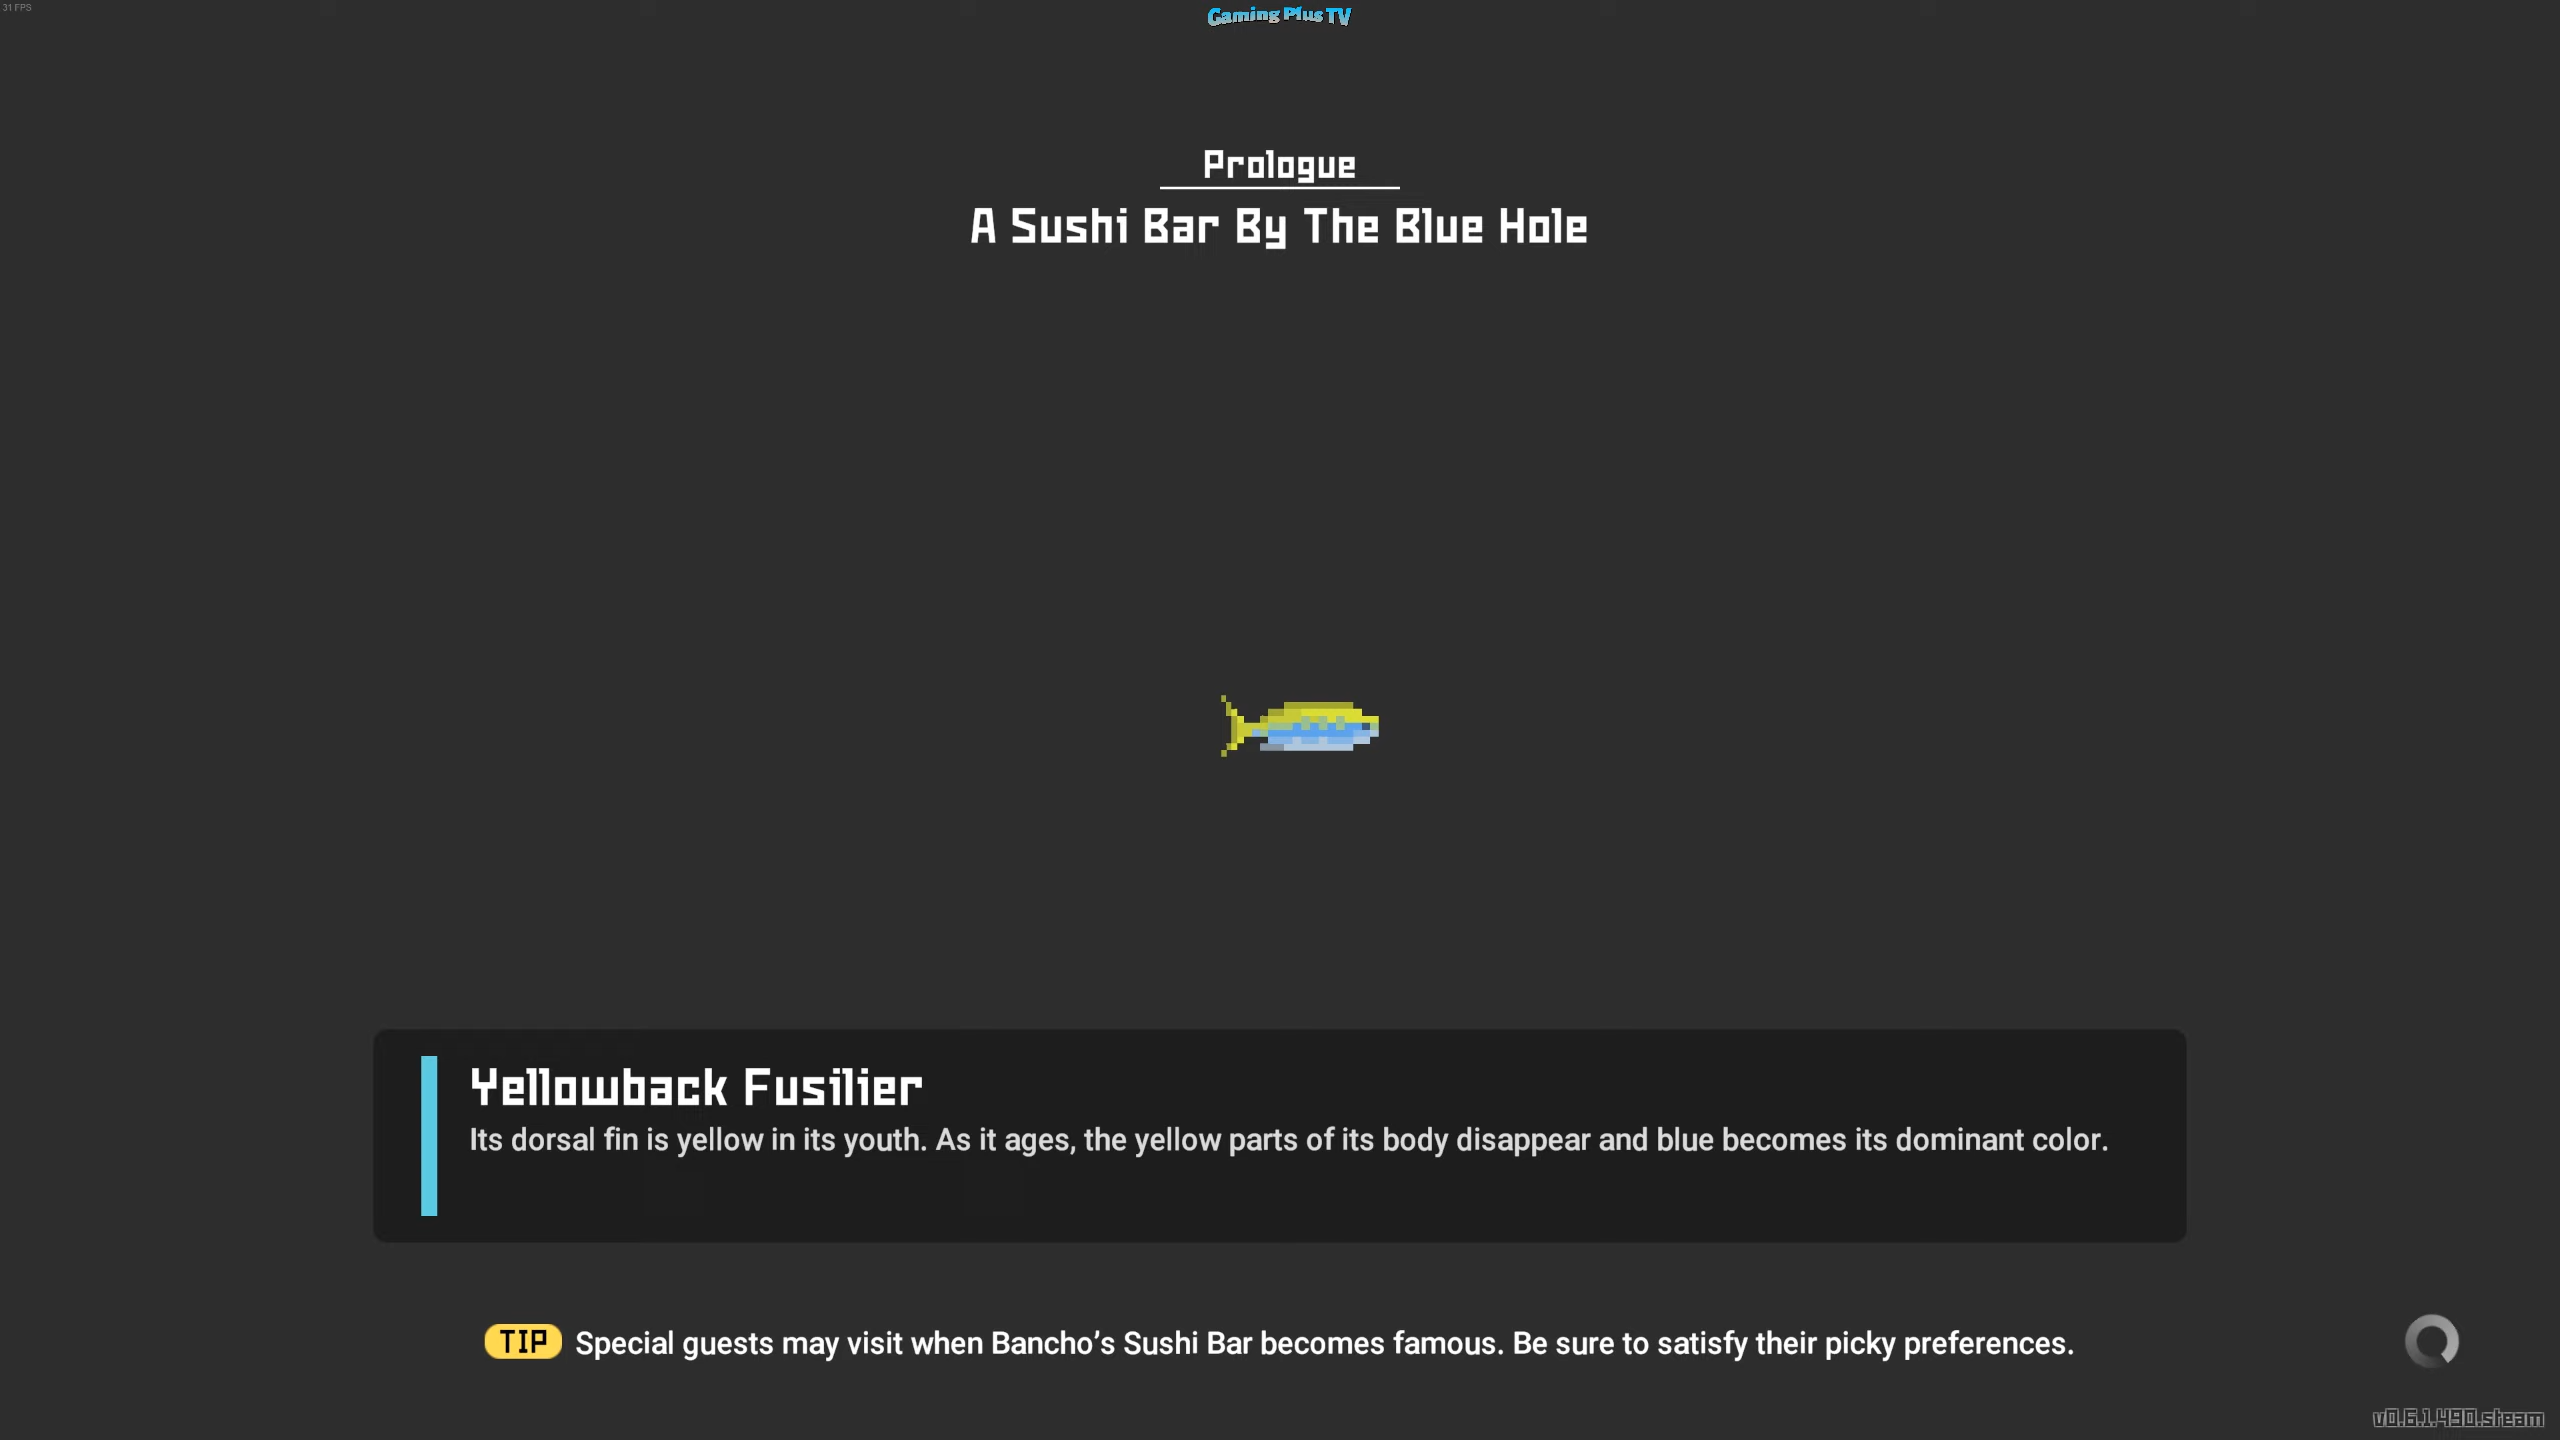 31 FPS
Gaming Plus TV
Prologue
A Sushi Bar By The Blue Hole
Yellowback Fusilier
Its dorsal fin is yellow in its youth. As it ages, the yellow parts of its body disappear and blue becomes its dominant color.
TIP Special guests may visit when Bancho’s Sushi Bar becomes famous. Be sure to satisfy their picky preferences.
v0.6.1.490.steam